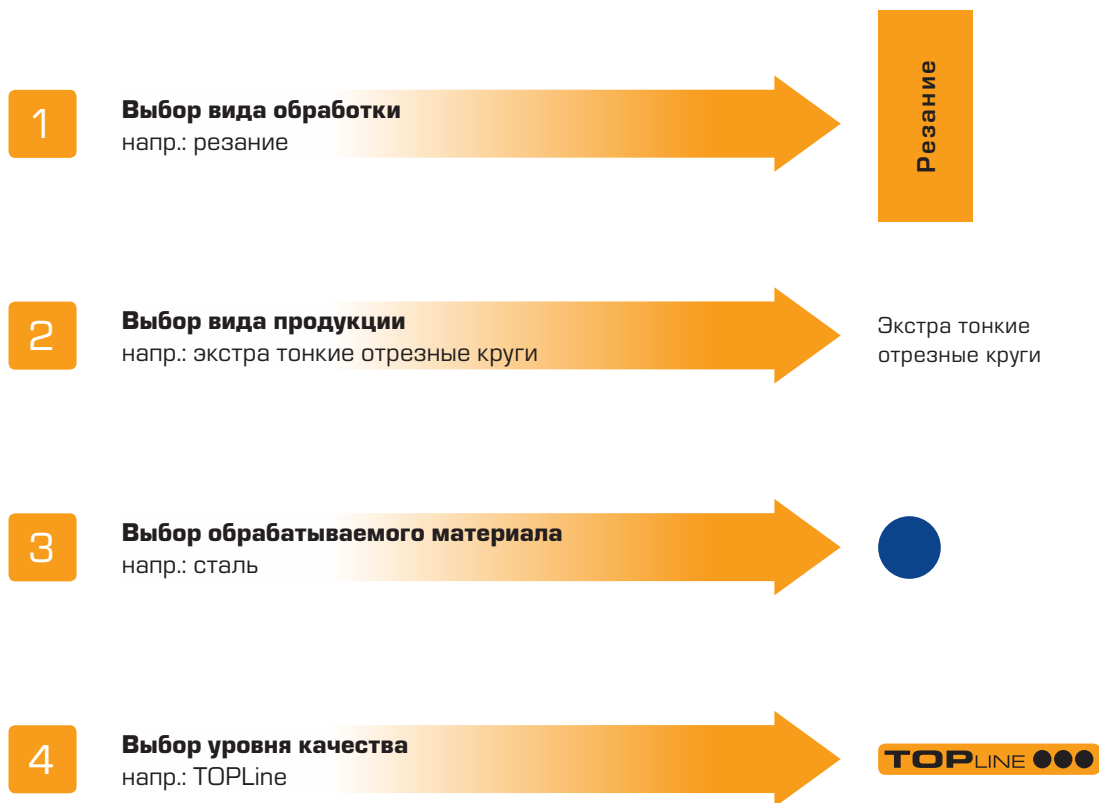 1
Выбор вида обработки
напр.: резание
Резание
2
Выбор вида продукции
напр.: экстра тонкие отрезные круги
Экстра тонкие
отрезные круги
3
Выбор обрабатываемого материала
напр.: сталь
4
Выбор уровня качества
напр.: TOPLine
TOPLINE